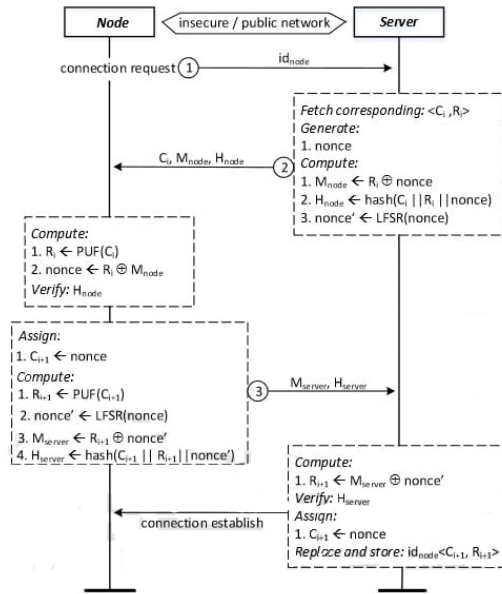 Node
insecure / public network
Server
connection request
1
id_node
Fetch corresponding: <C_i ,R_i>
Generate:
1. nonce
Compute:
1. M_node ← R_i ⊕ nonce
2. H_node ← hash(C_i ||R_i ||nonce)
3. nonce' ← LFSR(nonce)
C_i, M_node, H_node
2
Compute:
1. R_i ← PUF(C_i)
2. nonce ← R_i ⊕ M_node
Verify: H_node
Assign:
1. C_i+1 ← nonce
Compute:
1. R_i+1 ← PUF(C_i+1)
2. nonce' ← LFSR(nonce)
3. M_server ← R_i+1 ⊕ nonce'
4. H_server ← hash(C_i+1 || R_i+1||nonce')
3
M_server, H_server
Compute:
1. R_i+1 ← M_server ⊕ nonce'
Verify: H_server
Assign:
1. C_i+1 ← nonce
Replace and store: id_node<C_i+1, R_i+1>
connection establish